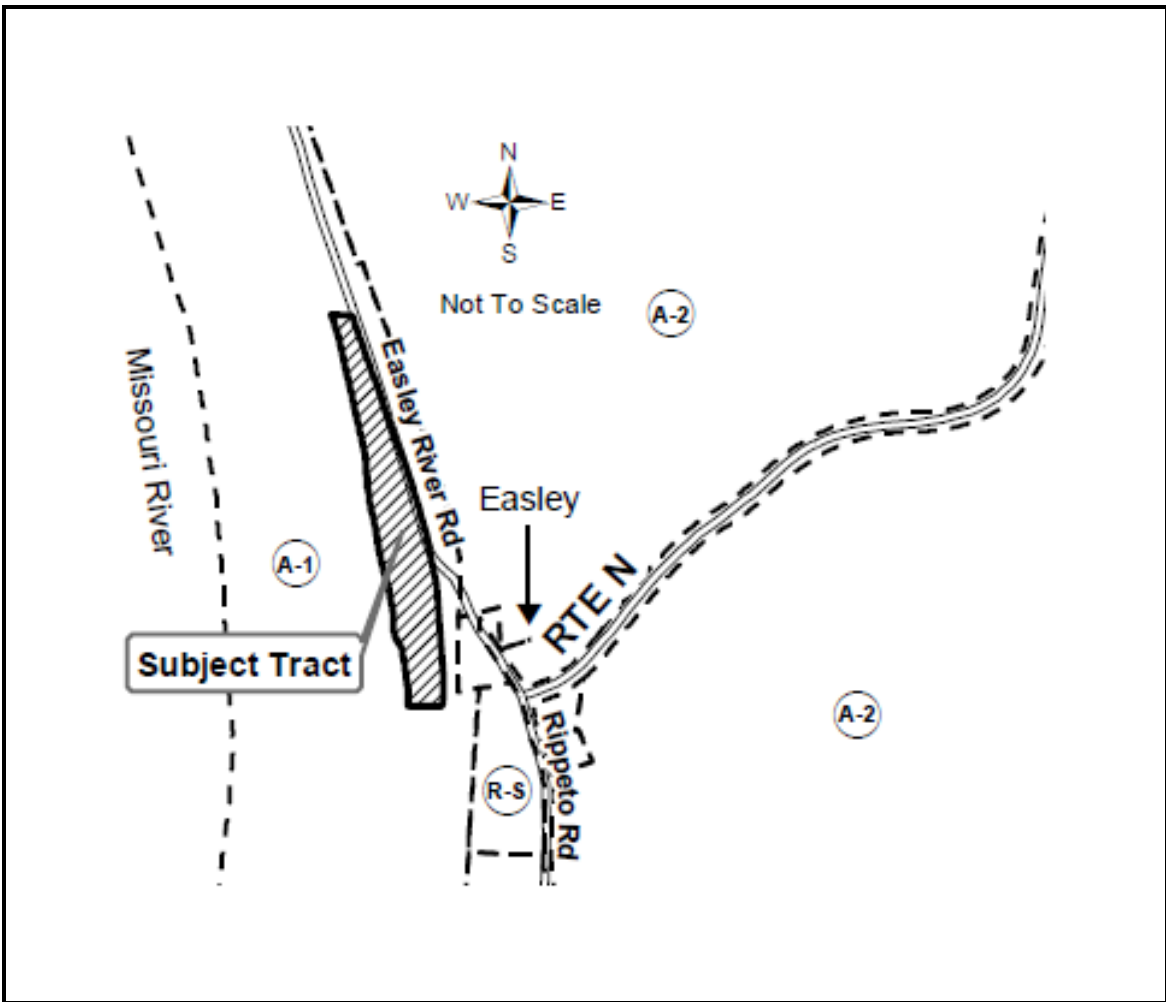 N
W
E
S
Not To Scale
A-2
Easley River Rd
Missouri River
Easley
A-1
RTE N
Subject Tract
A-2
Rippeto Rd
R-S